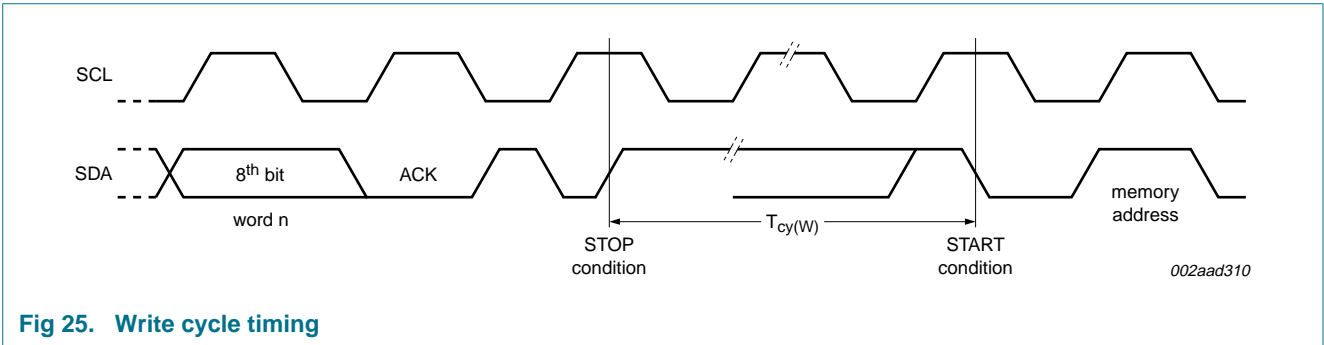 SCL
SDA
8th bit
ACK
word n
memory
address
Tcy(W)
STOP
condition
START
condition
002aad310
Fig 25. Write cycle timing